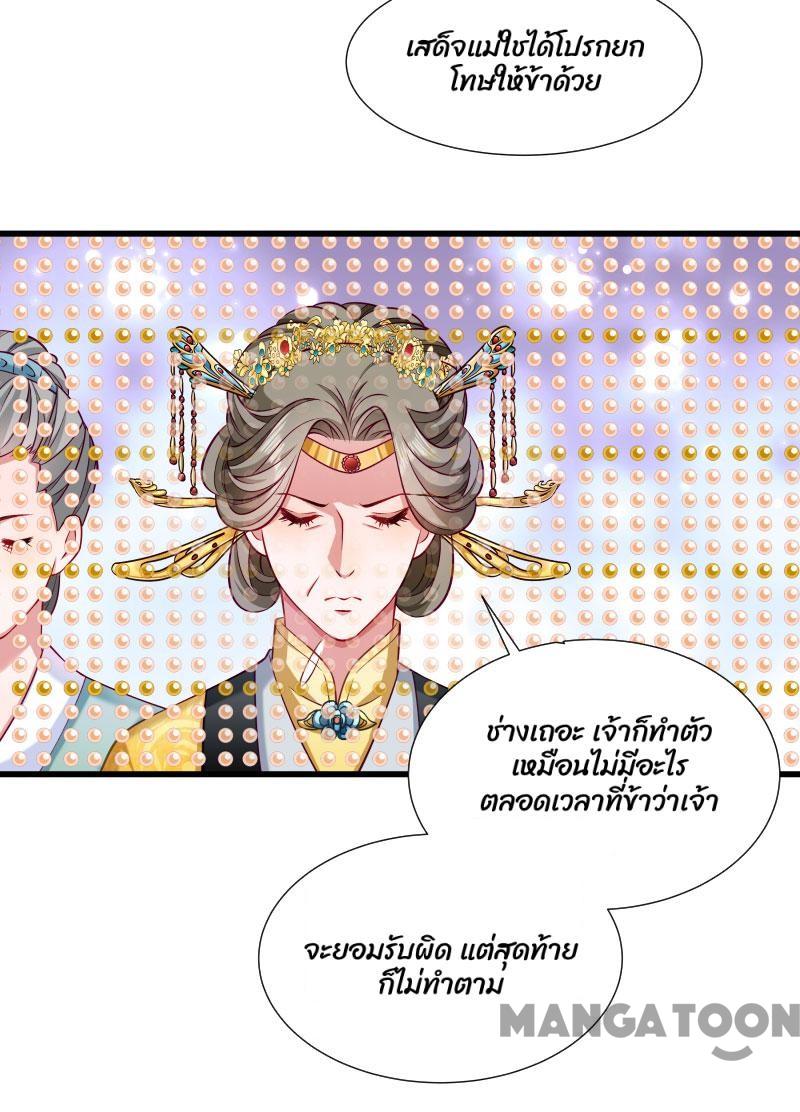 เสด็จแม่ใช่ได้โปรกยก
โทษให้ข้าด้วย
ช่างเถอะ เจ้าก็ทำตัว
เหมือนไม่มีอะไร
ตลอดเวลาที่ข้าว่าเจ้า
จะยอมรับผิด แต่สุดท้าย
ก็ไม่ทำตาม
MANGATOON